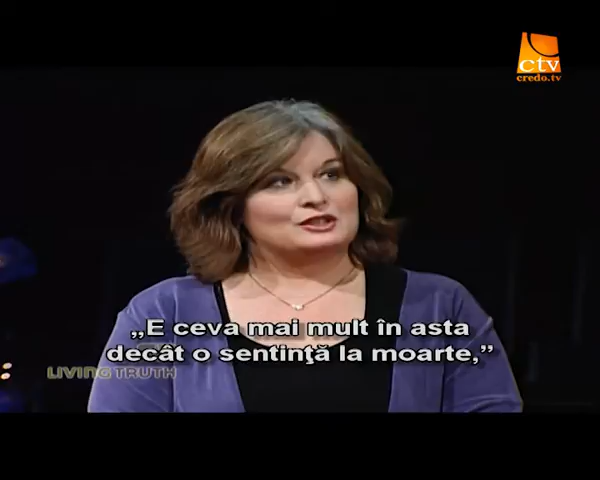 ctv
credo.tv
„E ceva mai mult în asta
decât o sentinţă la moarte,”
LIVING TRUTH